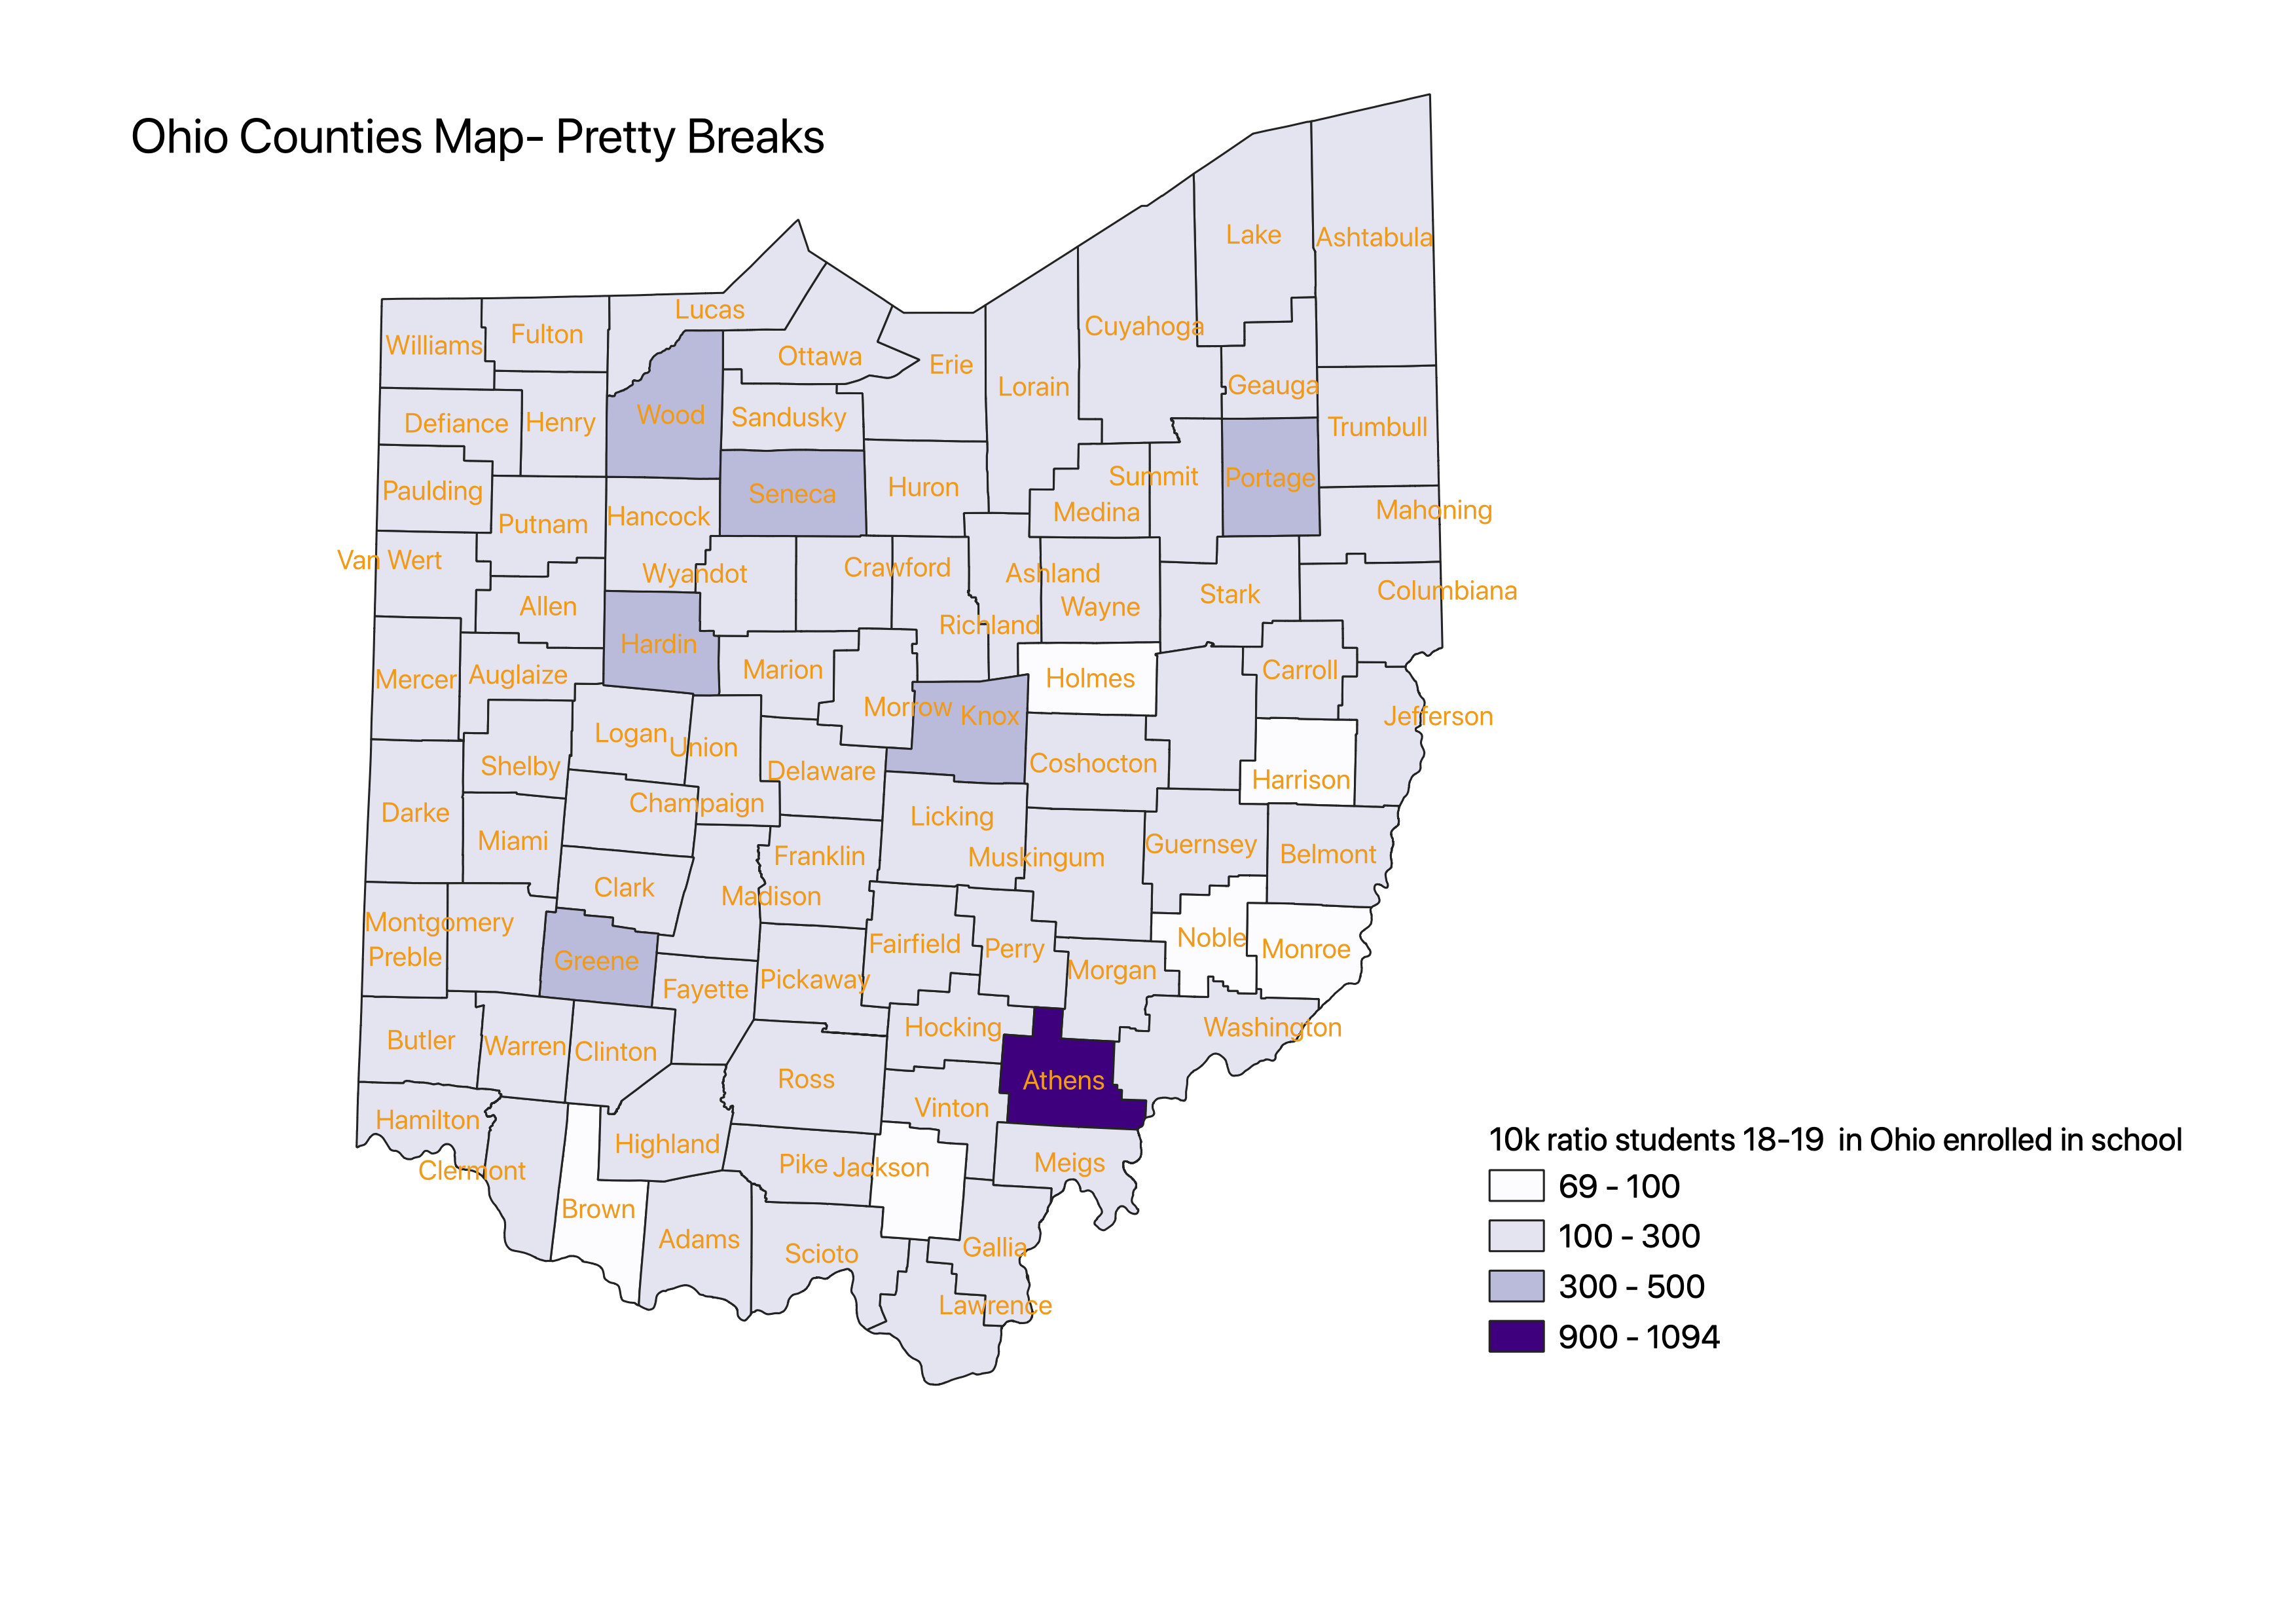 Ohio Counties Map- Pretty Breaks
Lake
Ashtabula
Lucas
Cuyahoga
Fulton
Williams
Ottawa
Erie
Lorain
Geauga
Wood
Sandusky
Defiance
Henry
Trumbull
Summit
Portage
Paulding
Seneca
Huron
Medina
Mahoning
Putnam
Hancock
Van Wert
Wyandot
Crawford
Ashland
Columbiana
Allen
Wayne
Stark
Richland
Hardin
Marion
Carroll
Mercer
Auglaize
Holmes
Morrow
Knox
Jefferson
Logan
Union
Shelby
Delaware
Coshocton
Harrison
Champaign
Darke
Licking
Miami
Franklin
Muskingum
Guernsey
Belmont
Clark
Madison
Montgomery
Preble
Greene
Fairfield
Perry
Noble
Monroe
Fayette
Pickaway
Morgan
Butler
Warren
Clinton
Hocking
Washington
Ross
Athens
Hamilton
Vinton
Highland
Clermont
Pike
Jackson
Meigs
Brown
Adams
Scioto
Gallia
Lawrence
10k ratio students 18-19 in Ohio enrolled in school
69 - 100
100 - 300
300 - 500
900 - 1094